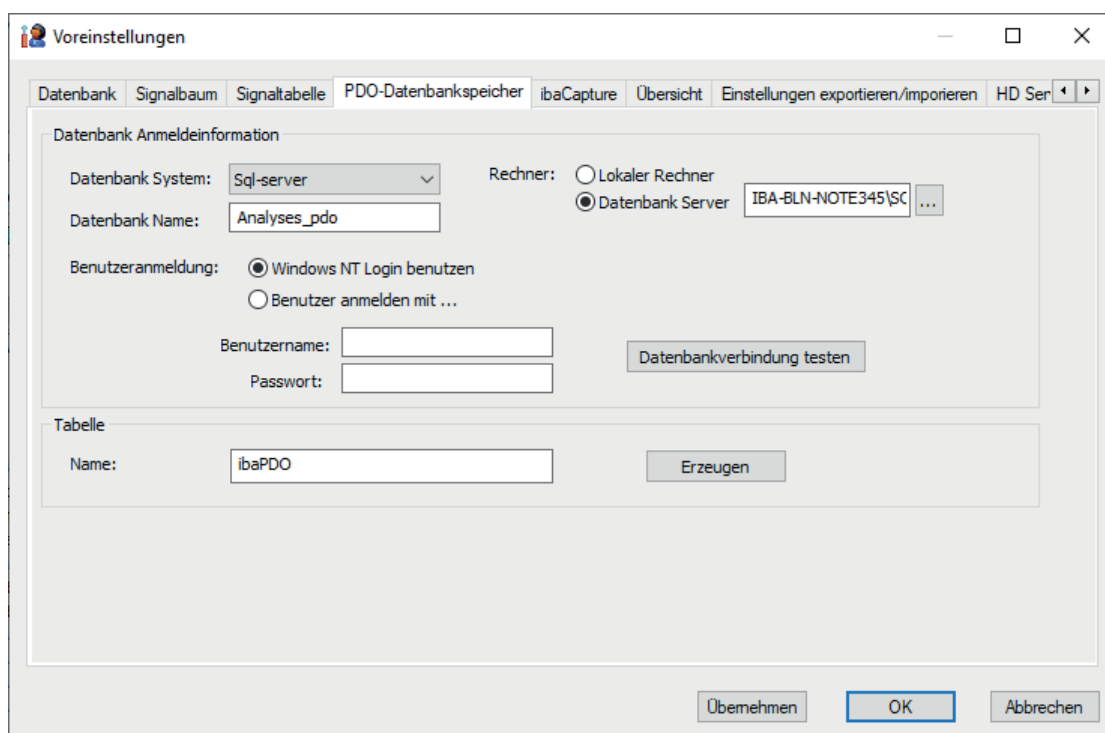 Voreinstellungen
Datenbank Signalbaum Signaltabelle PDO-Datenbankspeicher ibaCapture Übersicht Einstellungen exportieren/imporieren HD Ser
Datenbank Anmeldeinformation
Datenbank System: Sql-server Rechner: Lokaler Rechner
Datenbank Name: Analyses_pdo Datenbank Server IBA-BLN-NOTE345\SC ...
Benutzeranmeldung: Windows NT Login benutzen
Benutzer anmelden mit ...
Benutzername:
Datenbankverbindung testen
Passwort:
Tabelle
Name: ibaPDO Erzeugen
Übernehmen OK Abbrechen